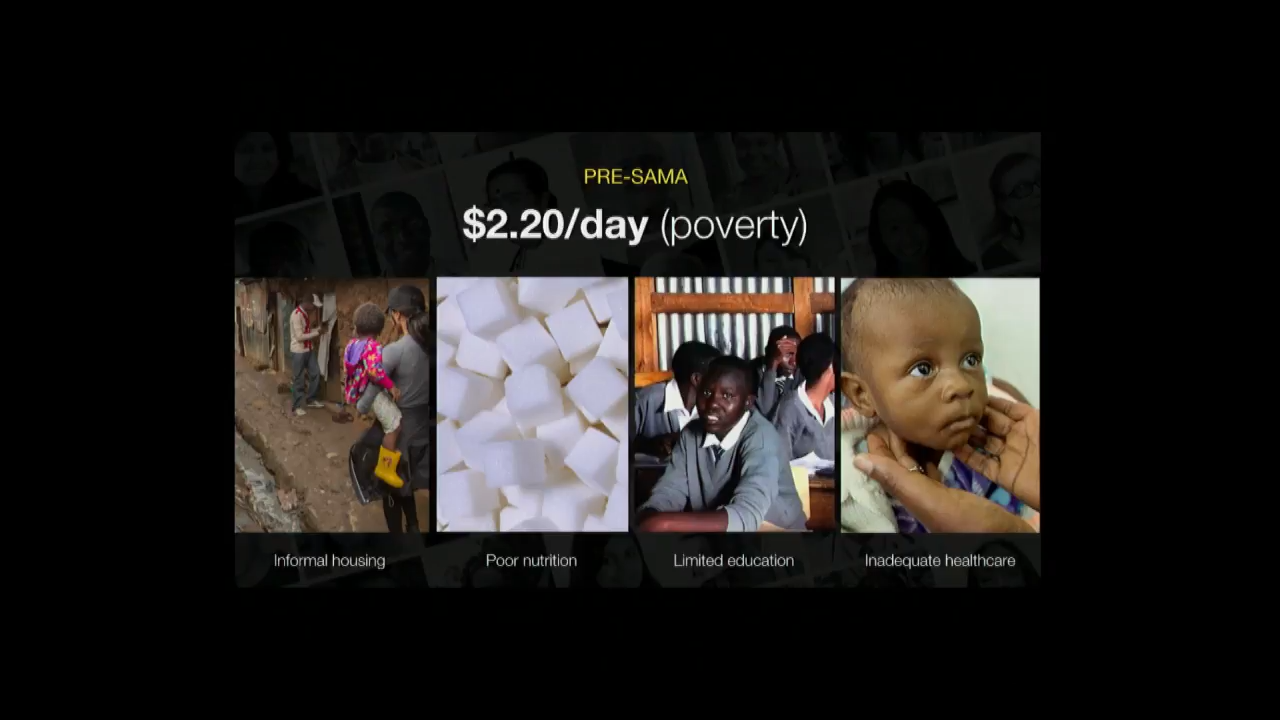 PRE-SAMA
$2.20/day (poverty)
Informal housing
Poor nutrition
Limited education
Inadequate healthcare